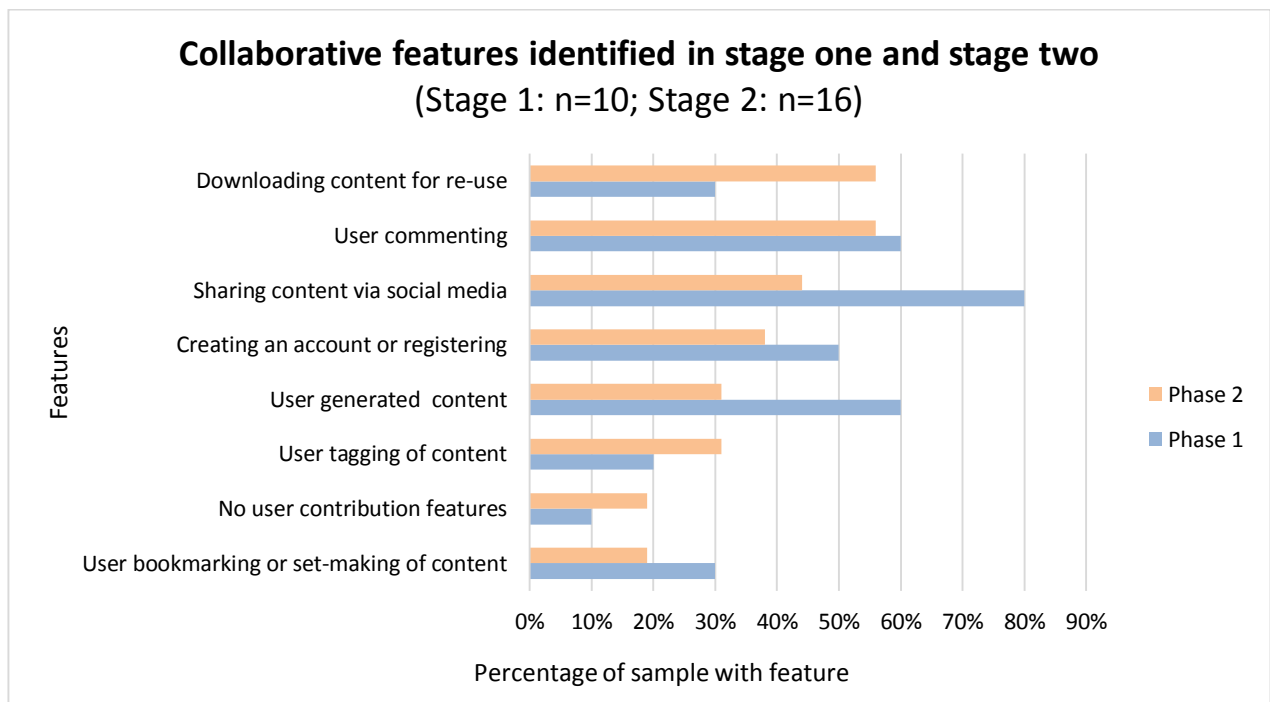 Collaborative features identified in stage one and stage two
(Stage 1: n=10; Stage 2: n=16)
Features
Downloading content for re-use
User commenting
Sharing content via social media
Creating an account or registering
User generated  content
User tagging of content
No user contribution features
User bookmarking or set-making of content
0% 10% 20% 30% 40% 50% 60% 70% 80% 90%
Percentage of sample with feature
Phase 2
Phase 1